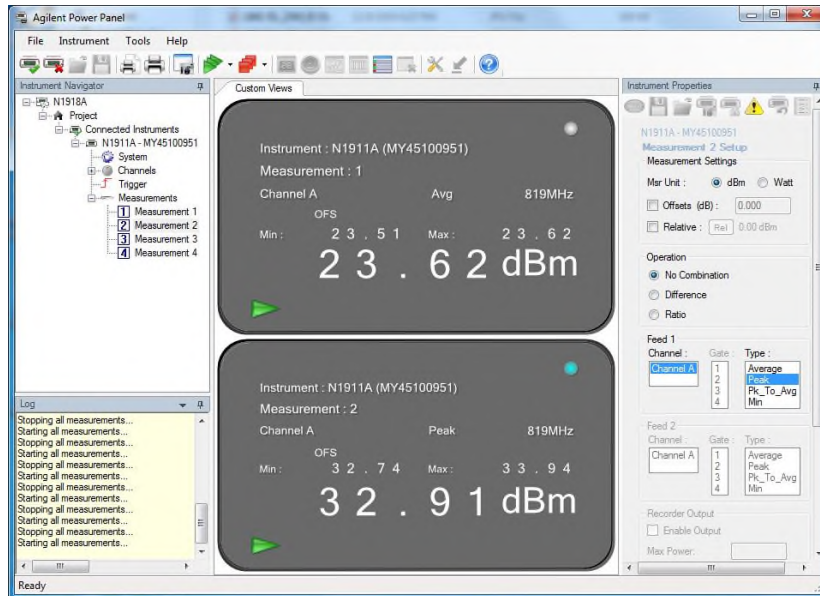 Agilent Power Panel
File Instrument Tools Help
Instrument Navigator
N1918A
Project
Connected Instruments
N1911A - MY45100951
System
Channels
Trigger
Measurements
1 Measurement 1
2 Measurement 2
3 Measurement 3
4 Measurement 4
Log
Stopping all measurements...
Starting all measurements...
Stopping all measurements...
Starting all measurements...
Stopping all measurements...
Starting all measurements...
Stopping all measurements...
Starting all measurements...
Stopping all measurements...
Starting all measurements...
Stopping all measurements...
Starting all measurements...
Ready
Custom Views
Instrument : N1911A (MY45100951)
Measurement : 1
Channel A Avg 819MHz
OFS
Min : 23.51 Max : 23.62
23.62 dBm
Instrument : N1911A (MY45100951)
Measurement : 2
Channel A Peak 819MHz
OFS
Min : 32.74 Max : 33.94
32.91 dBm
Instrument Properties
N1911A - MY45100951
Measurement 2 Setup
Measurement Settings
Msr Unit : dBm Watt
Offsets (dB) : 0.000
Relative : Rel 0.00 dBm
Operation
No Combination
Difference
Ratio
Feed 1
Channel : Gate : Type :
Channel A 1 Average
2 Peak
3 Pk_To_Avg
4 Min
Feed 2
Channel : Gate : Type :
Channel A 1 Average
2 Peak
3 Pk_To_Avg
4 Min
Recorder Output
Enable Output
Max Power: